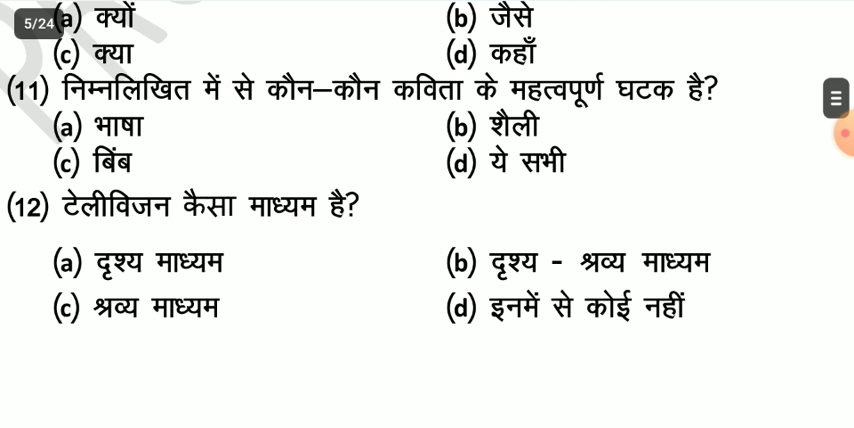 5/24
(a) क्यों (b) जैसे
(c) क्या (d) कहाँ
(11) निम्नलिखित में से कौन–कौन कविता के महत्वपूर्ण घटक है?
(a) भाषा (b) शैली
(c) बिंब (d) ये सभी
(12) टेलीविजन कैसा माध्यम है?
(a) दृश्य माध्यम (b) दृश्य - श्रव्य माध्यम
(c) श्रव्य माध्यम (d) इनमें से कोई नहीं